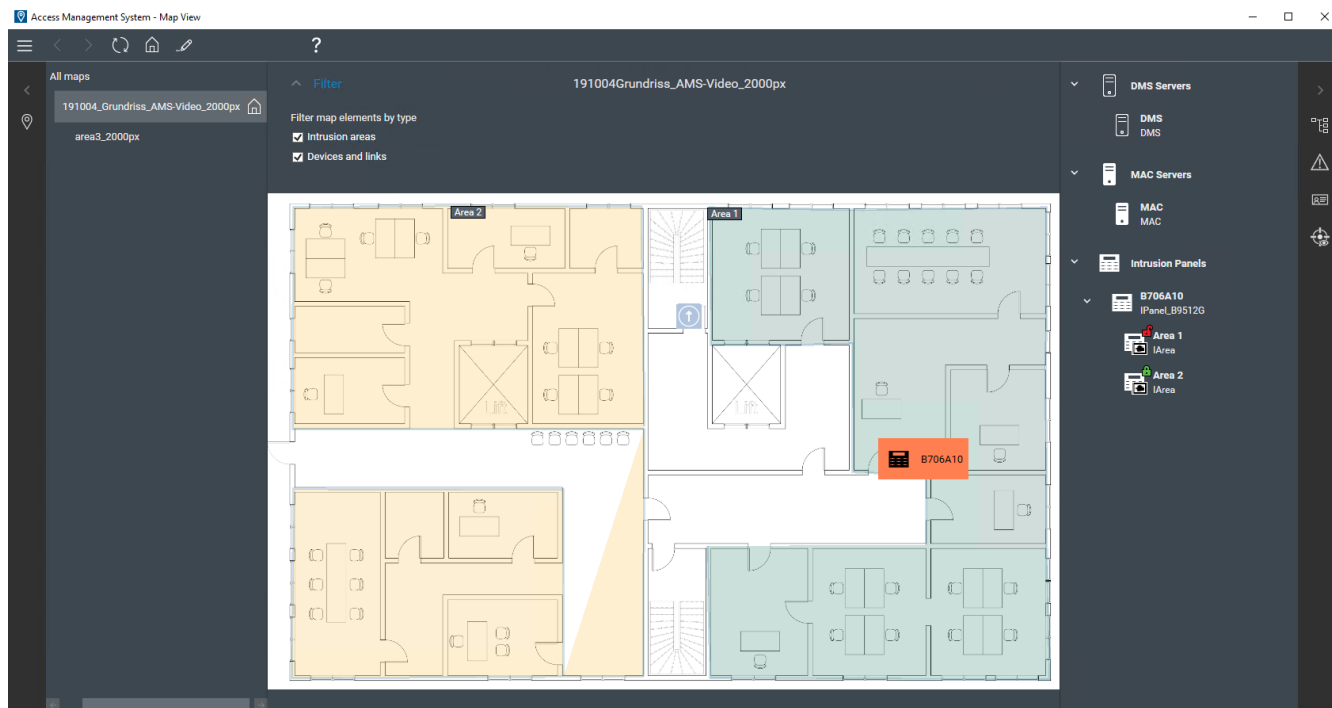 Access Management System - Map View
?
All maps
191004_Grundriss_AMS-Video_2000px
area3_2000px
Filter
191004Grundriss_AMS-Video_2000px
Filter map elements by type
Intrusion areas
Devices and links
Area 2
Area 1
Lift
Lift
B706A10
DMS Servers
DMS
DMS
MAC Servers
MAC
MAC
Intrusion Panels
B706A10
IPanel_B9512G
Area 1
IArea
Area 2
IArea